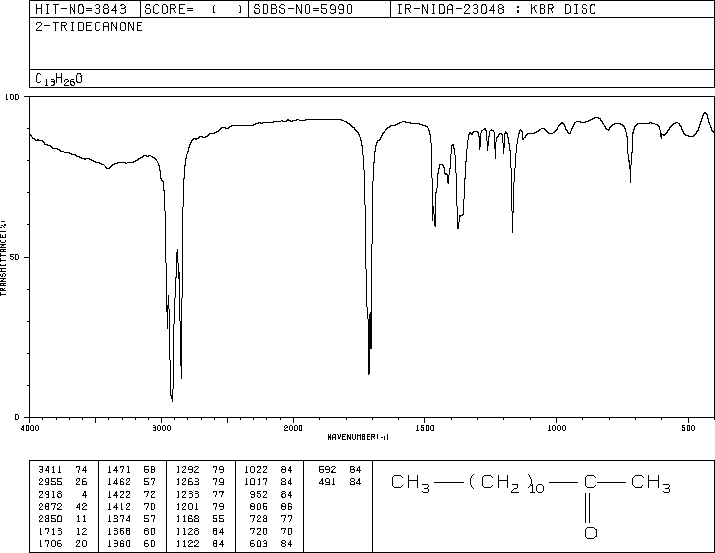 HIT-NO=3843 SCORE= ( ) SDBS-NO=5990 IR-NIDA-23048 : KBR DISC
2-TRIDECANONE
C13H26O
100
50
0
TRANSMITTANCE(%)
4000 3000 2000 1500 1000 500
WAVENUMBER(-1)
3411 74 1471 58 1292 79 1022 84 592 84
2955 26 1462 57 1263 79 1017 84 491 84
2918 4 1422 72 1233 77 952 84
2872 42 1412 70 1201 79 806 86
2850 11 1374 57 1168 55 728 77
1713 12 1368 60 1128 84 720 70
1706 20 1360 60 1122 84 603 84
CH3 (CH2)10 C CH3
O